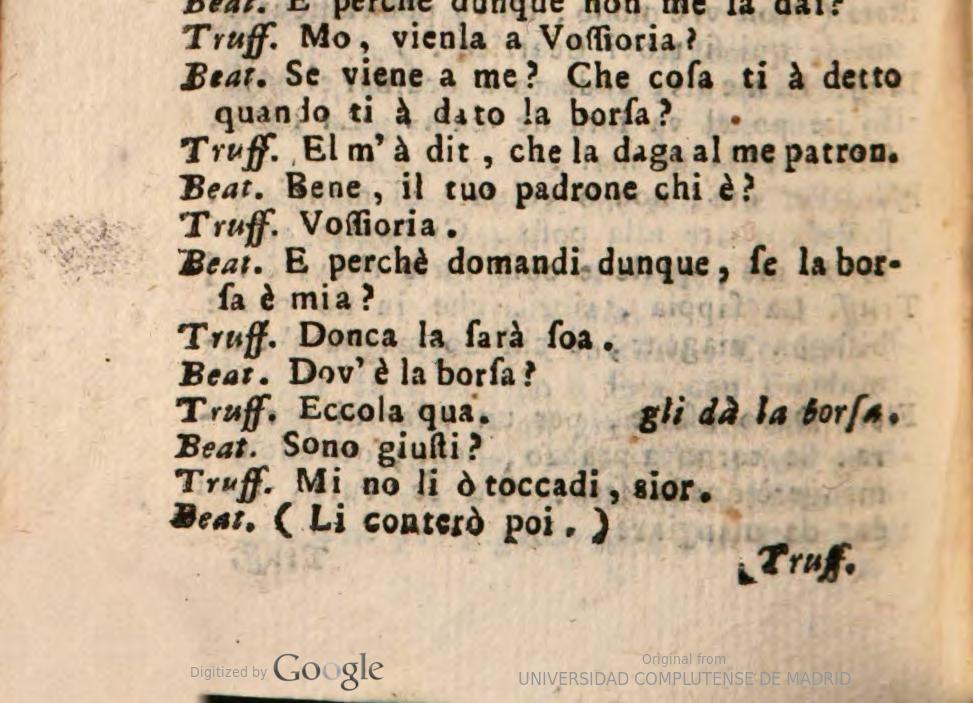 Beat. E perchè dunque non me la dai?
Truff. Mo, vienla a Voſſioria?
Beat. Se viene a me? Che coſa ti à detto
quando ti à dato la borſa?
Truff. El m' à dit, che la daga al me patron.
Beat. Bene, il tuo padrone chi è?
Truff. Voſſioria.
Beat. E perchè domandi dunque, ſe la bor-
ſa è mia?
Truff. Donca la ſarà ſoa.
Beat. Dov' è la borſa?
Truff. Eccola qua. gli dà la borſa.
Beat. Sono giuſti?
Truff. Mi no li ò toccadi, sior.
Beat. ( Li conterò poi. )
Truff.
Digitized by Google
Original from
UNIVERSIDAD COMPLUTENSE DE MADRID